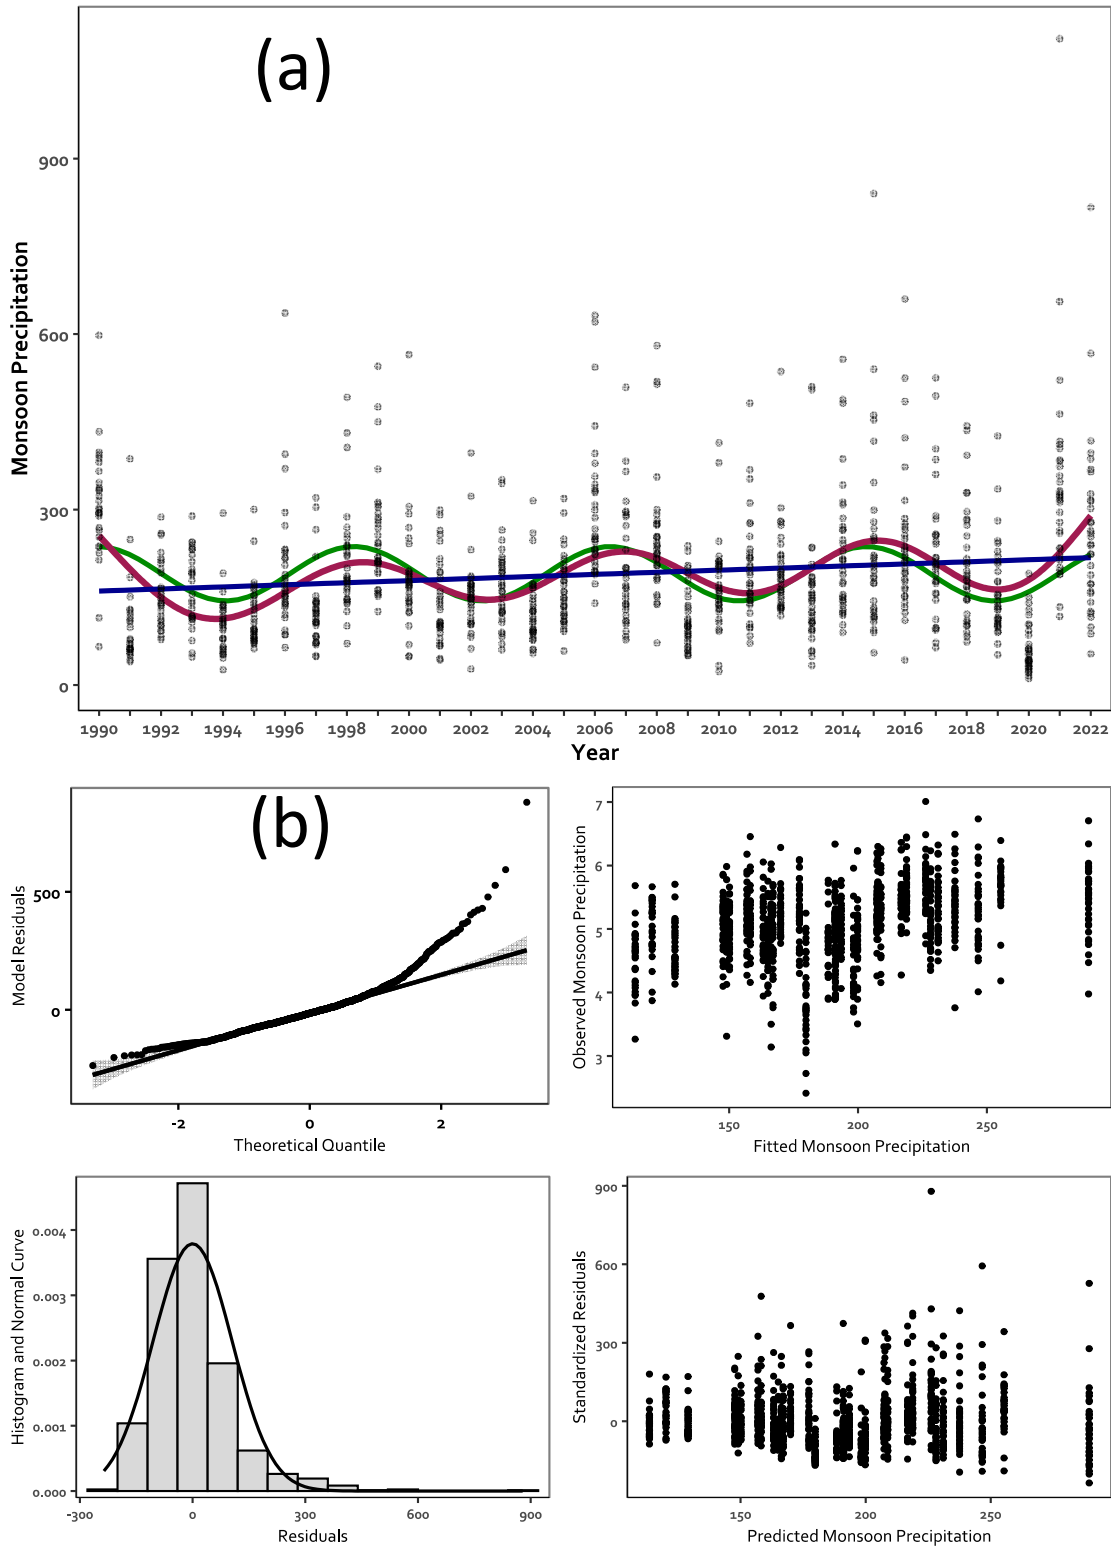 (a)
Monsoon Precipitation
900
600
300
0
1990 1992 1994 1996 1998 2000 2002 2004 2006 2008 2010 2012 2014 2016 2018 2020 2022
Year
(b)
Model Residuals
500
0
-2 0 2
Theoretical Quantile
Observed Monsoon Precipitation
7
6
5
4
3
150 200 250
Fitted Monsoon Precipitation
Histogram and Normal Curve
0.004
0.003
0.002
0.001
0.000
-300 0 300 600 900
Residuals
Standardized Residuals
900
600
300
0
150 200 250
Predicted Monsoon Precipitation